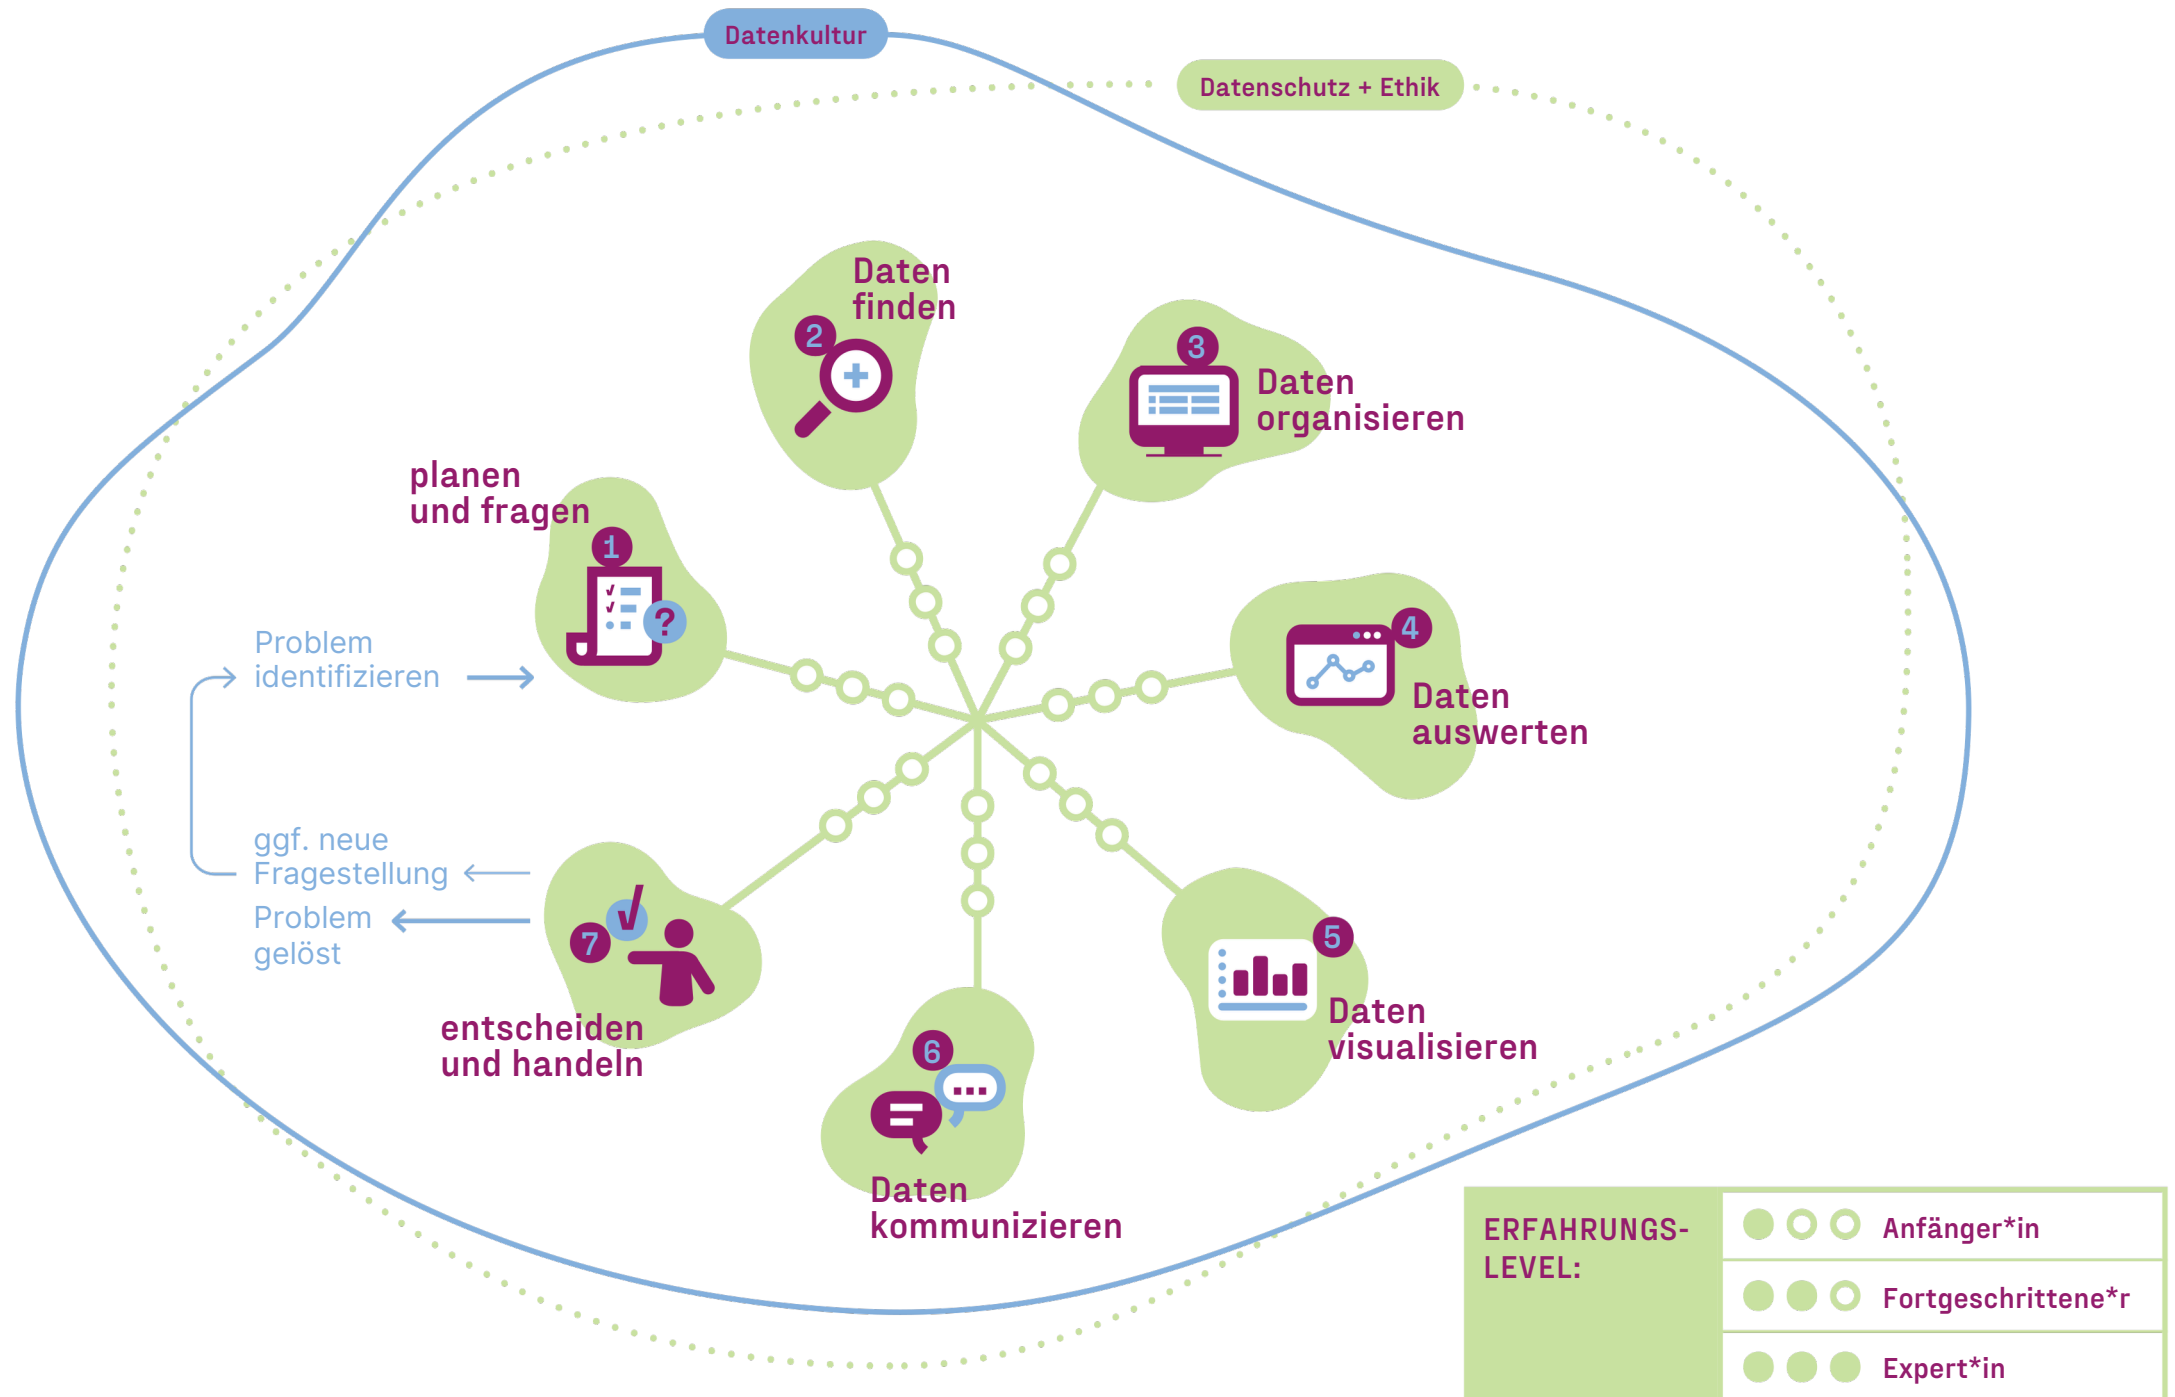 Datenkultur
Datenschutz + Ethik
Daten
finden
2
3
Daten
organisieren
planen
und fragen
1
?
4
Daten
auswerten
Problem
identifizieren
ggf. neue
Fragestellung
Problem
gelöst
7
entscheiden
und handeln
5
Daten
visualisieren
6
Daten
kommunizieren
ERFAHRUNGS-
LEVEL:
Anfänger*in
Fortgeschrittene*r
Expert*in